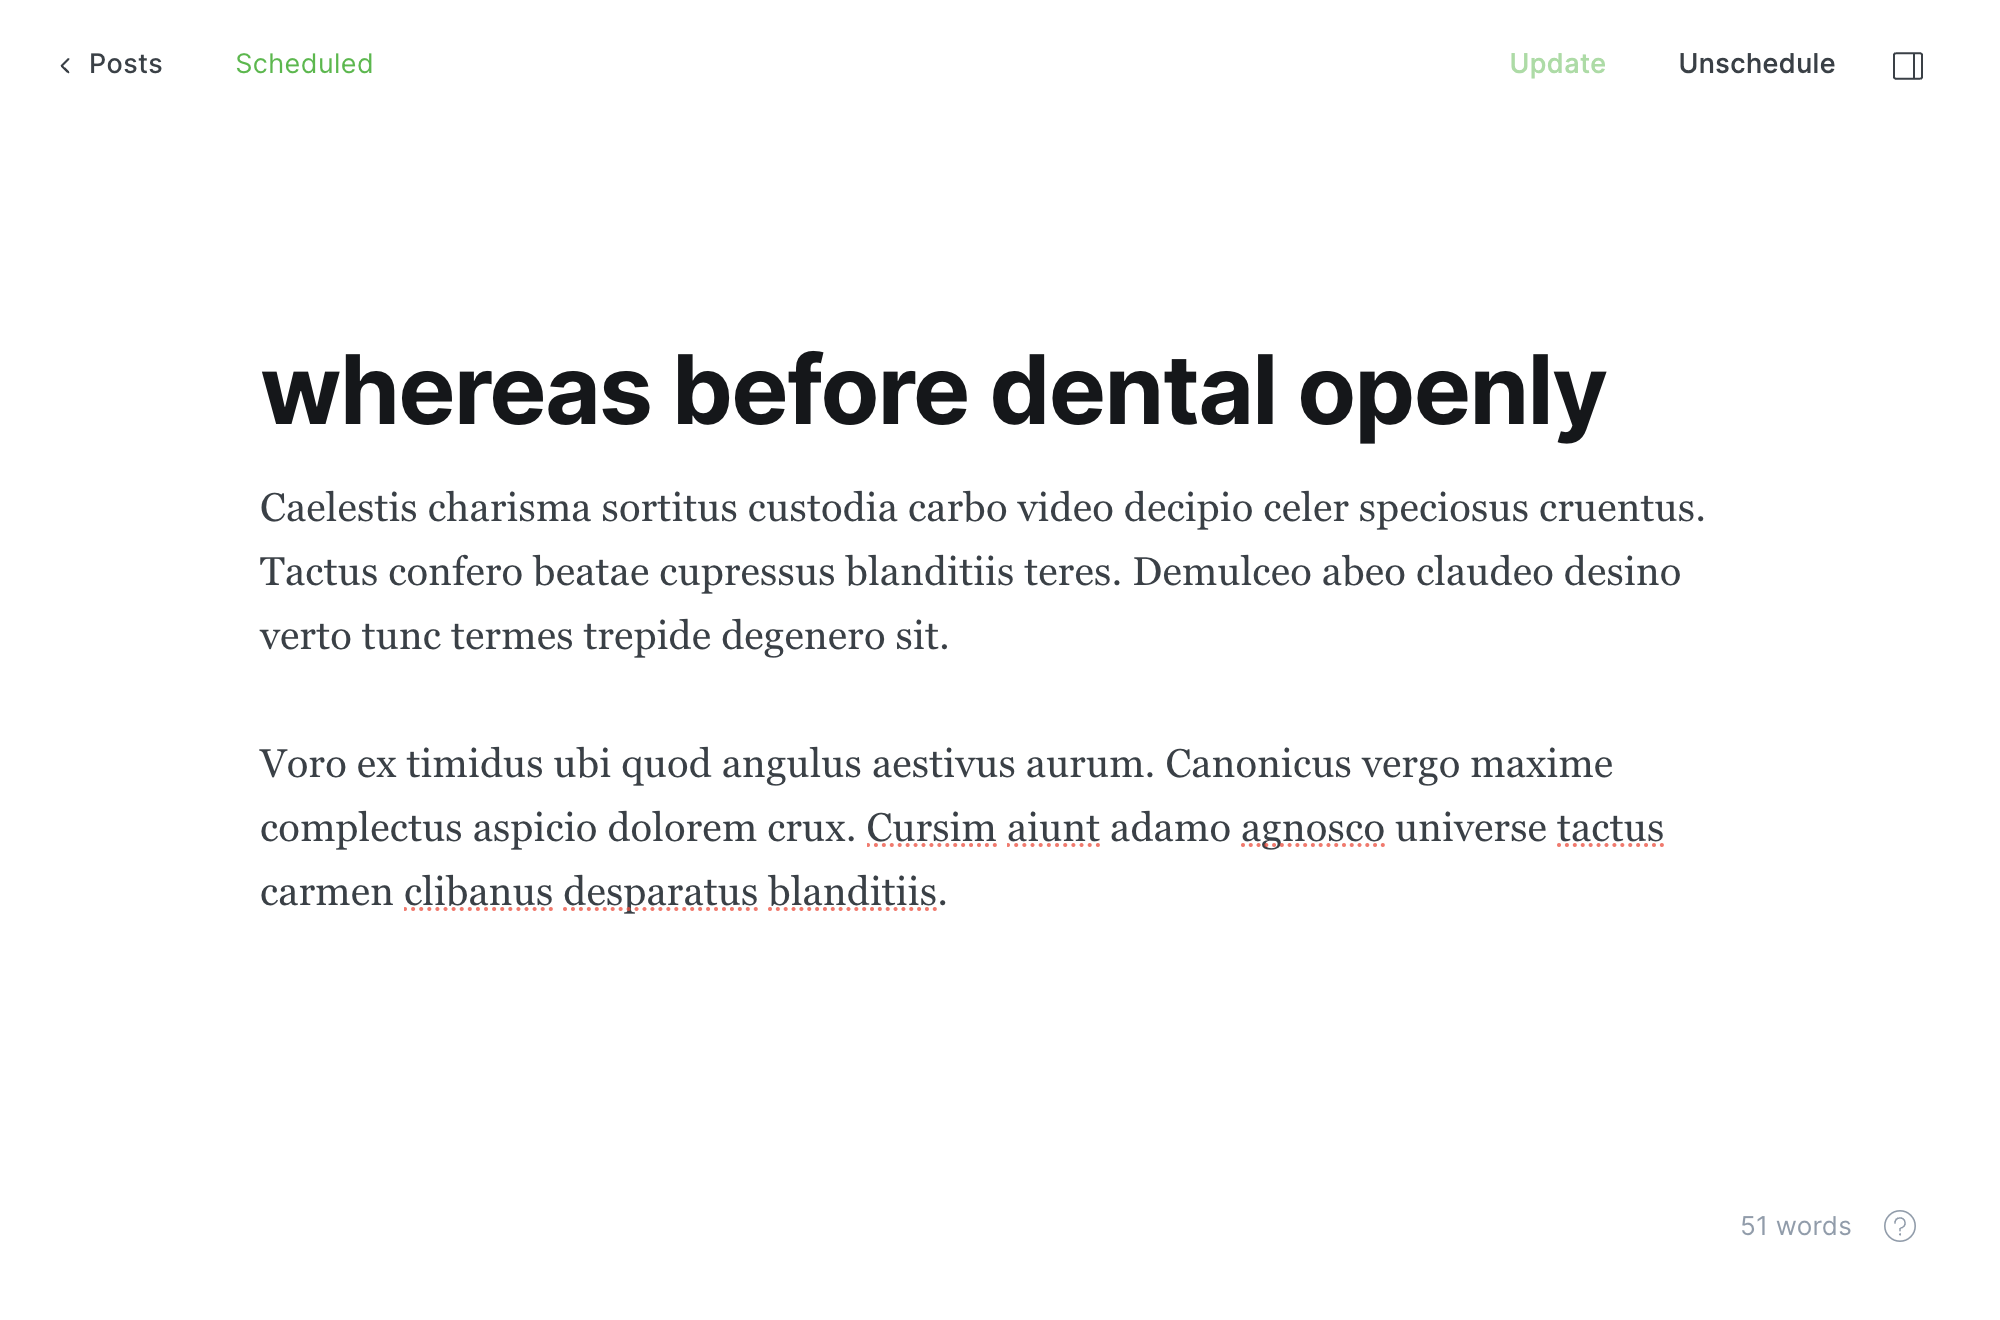 Posts
Scheduled
Update
Unschedule
whereas before dental openly
Caelestis charisma sortitus custodia carbo video decipio celer speciosus cruentus.
Tactus confero beatae cupressus blanditiis teres. Demulceo abeo claudeo desino
verto tunc termes trepide degenero sit.
Voro ex timidus ubi quod angulus aestivus aurum. Canonicus vergo maxime
complectus aspicio dolorem crux. Cursim aiunt adamo agnosco universe tactus
carmen clibanus desparatus blanditiis.
51 words
?